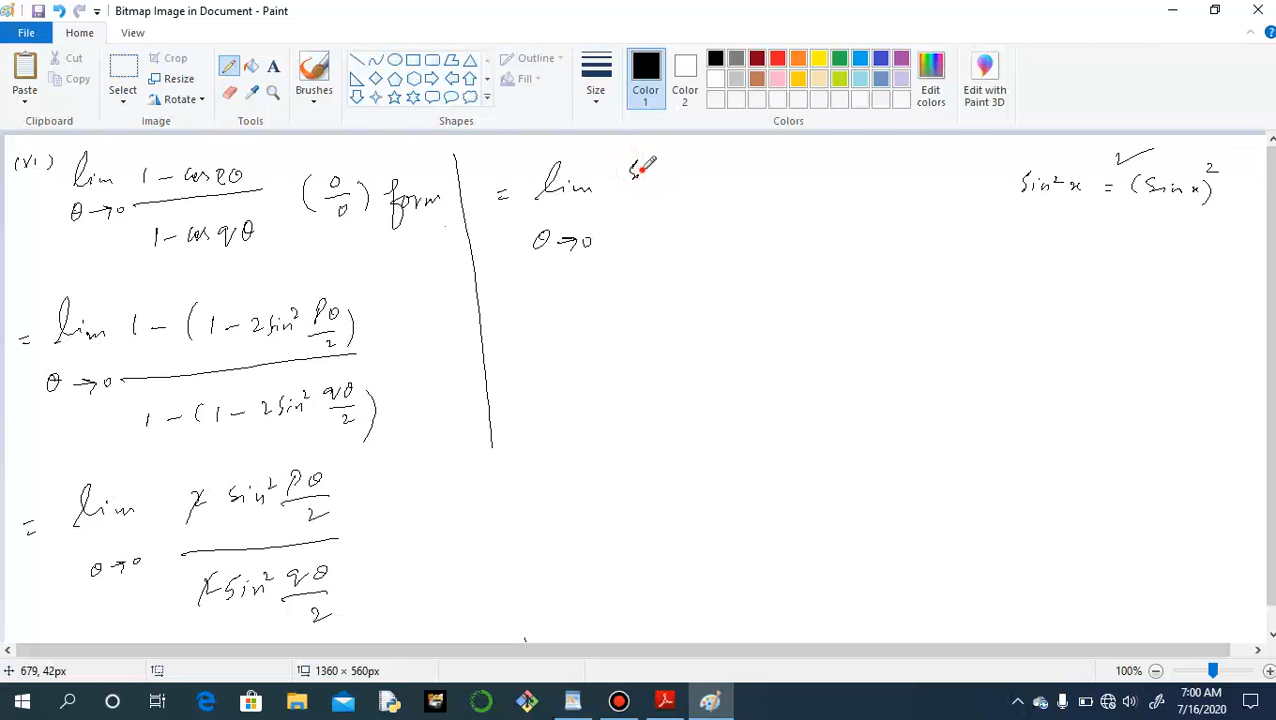 Bitmap Image in Document - Paint
File Home View
Paste Cut Copy Select Crop Resize Rotate Brushes Shapes Outline Fill Size Color 1 Color 2 Edit colors Edit with Paint 3D
Clipboard Image Tools Shapes Colors
(vi) lim θ→0 (1 - cos pθ)/(1 - cos qθ) (0/0) form
= lim θ→0 (1 - (1 - 2sin² pθ/2))/(1 - (1 - 2sin² qθ/2))
= lim θ→0 (2 sin² pθ/2)/(2 sin² qθ/2)
= lim θ→0 s
sin² x = (sin x)²
679, 42px 1360 × 560px 100%
7:00 AM
7/16/2020